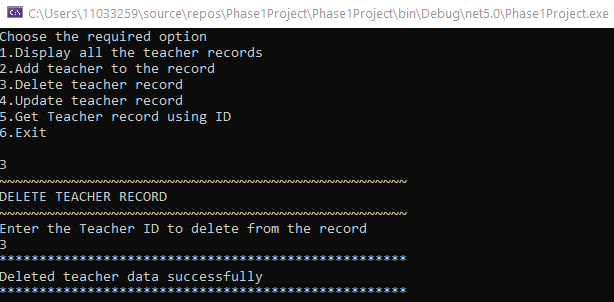 C:\Users\11033259\source\repos\Phase1Project\Phase1Project\bin\Debug\net5.0\Phase1Project.exe
Choose the required option
1.Display all the teacher records
2.Add teacher to the record
3.Delete teacher record
4.Update teacher record
5.Get Teacher record using ID
6.Exit
3
~~~~~~~~~~~~~~~~~~~~~~~~~~~~~~~~~~~~~~~~~~~~~~~~~~~
DELETE TEACHER RECORD
~~~~~~~~~~~~~~~~~~~~~~~~~~~~~~~~~~~~~~~~~~~~~~~~~~~
Enter the Teacher ID to delete from the record
3
***************************************************
Deleted teacher data successfully
***************************************************